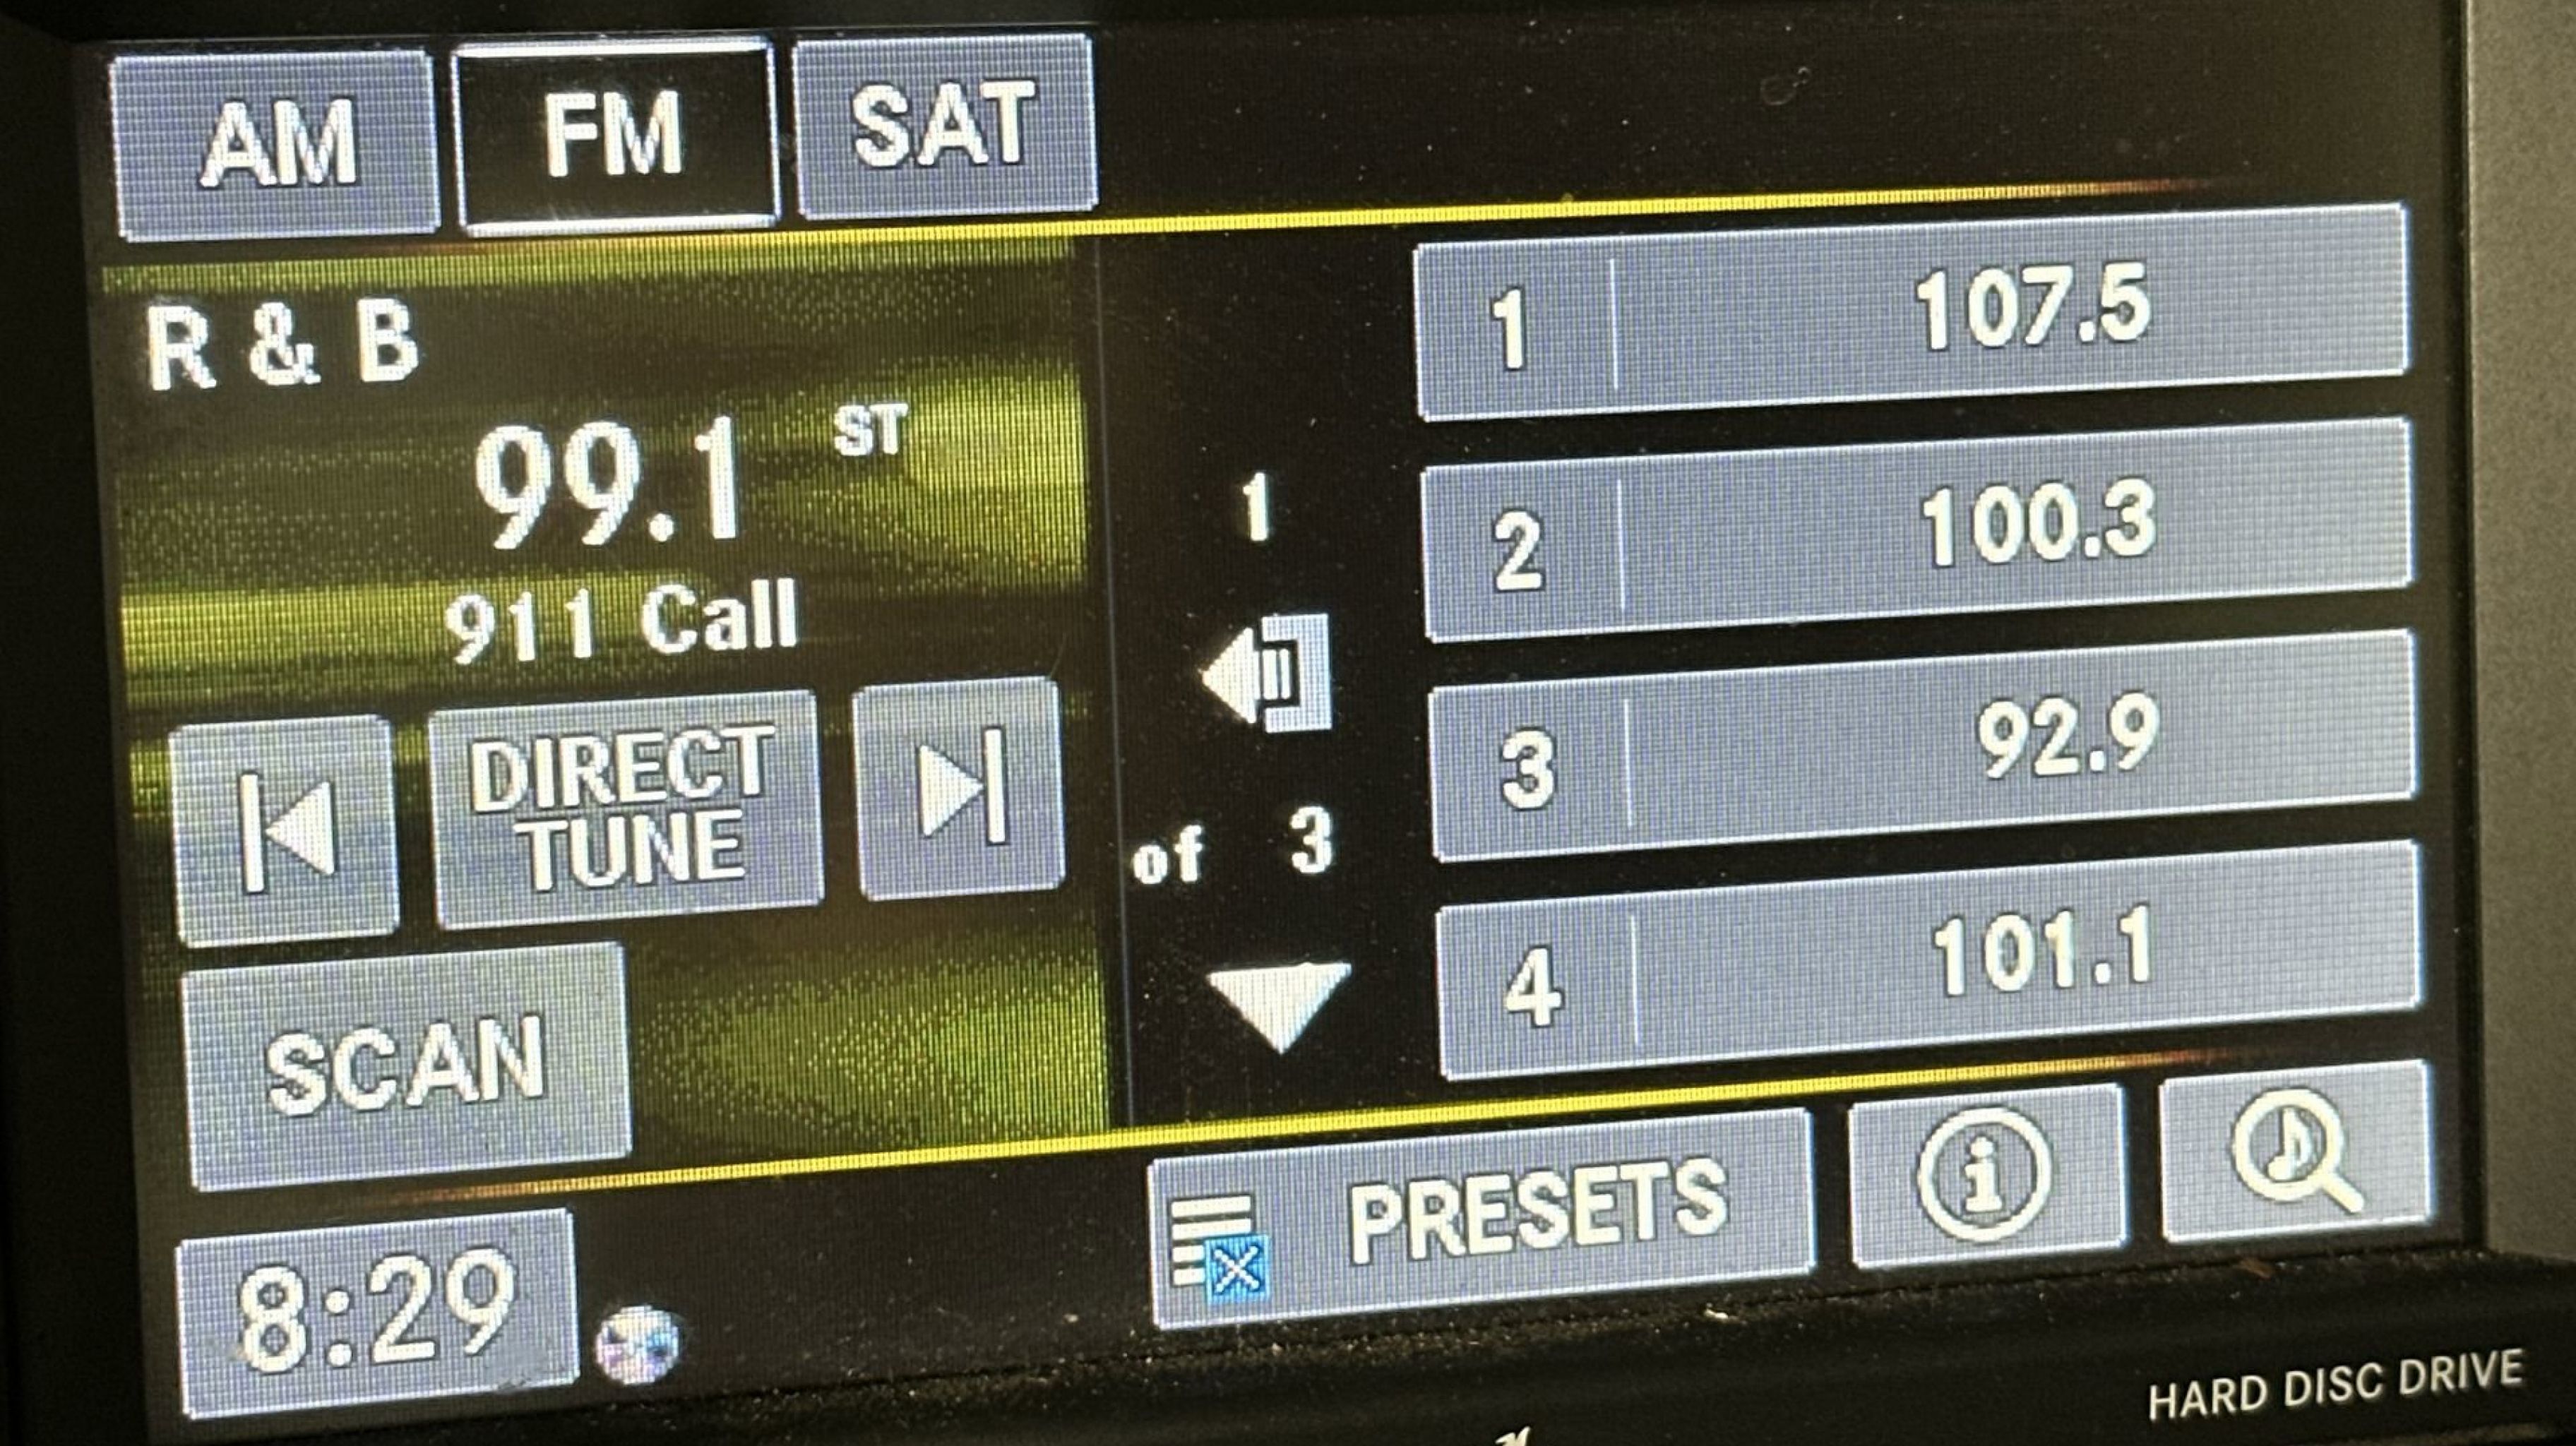 AM FM SAT
R & B
99.1 ST
911 Call
DIRECT
TUNE
SCAN
1
of 3
1 107.5
2 100.3
3 92.9
4 101.1
8:29
PRESETS
HARD DISC DRIVE